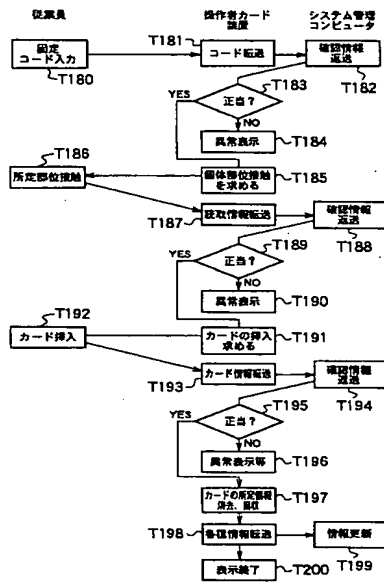 従業員
操作者カード
装置
システム管理
コンピュータ
固定
コード入力
T180
T181
コード転送
確認情報
返送
T182
T183
正当？
YES
NO
異常表示
T184
T186
所定部位接触
個体部位接触
を求める
T185
T187
読取情報転送
確認情報
返送
T188
T189
正当？
YES
NO
異常表示
T190
T192
カード挿入
カードの挿入
求める
T191
T193
カード情報転送
確認情報
返送
T194
T195
正当？
YES
NO
異常表示等
T196
カードの所定情報
消去、回収
T197
T198
各種情報転送
情報更新
T199
表示終了
T200